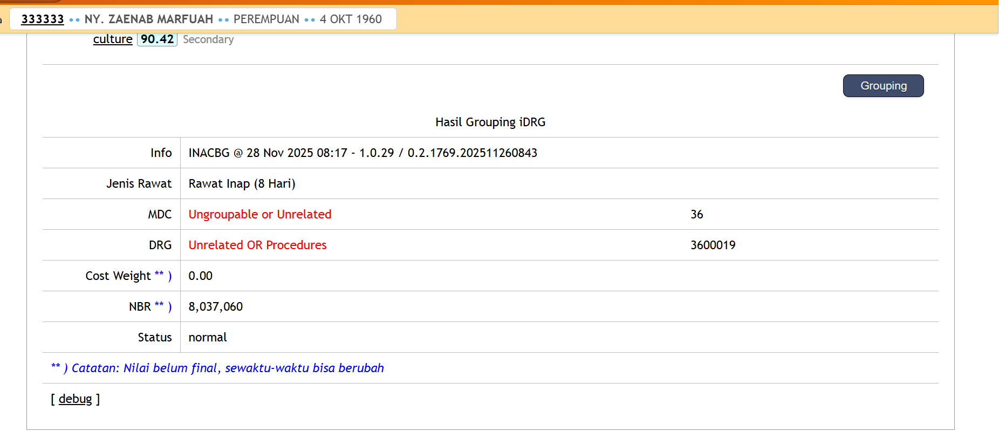 333333 •• NY. ZAENAB MARFUAH •• PEREMPUAN •• 4 OKT 1960
culture 90.42 Secondary
Grouping
Hasil Grouping iDRG
Info INACBG @ 28 Nov 2025 08:17 - 1.0.29 / 0.2.1769.202511260843
Jenis Rawat Rawat Inap (8 Hari)
MDC Ungroupable or Unrelated 36
DRG Unrelated OR Procedures 3600019
Cost Weight ** ) 0.00
NBR ** ) 8,037,060
Status normal
** ) Catatan: Nilai belum final, sewaktu-waktu bisa berubah
[ debug ]